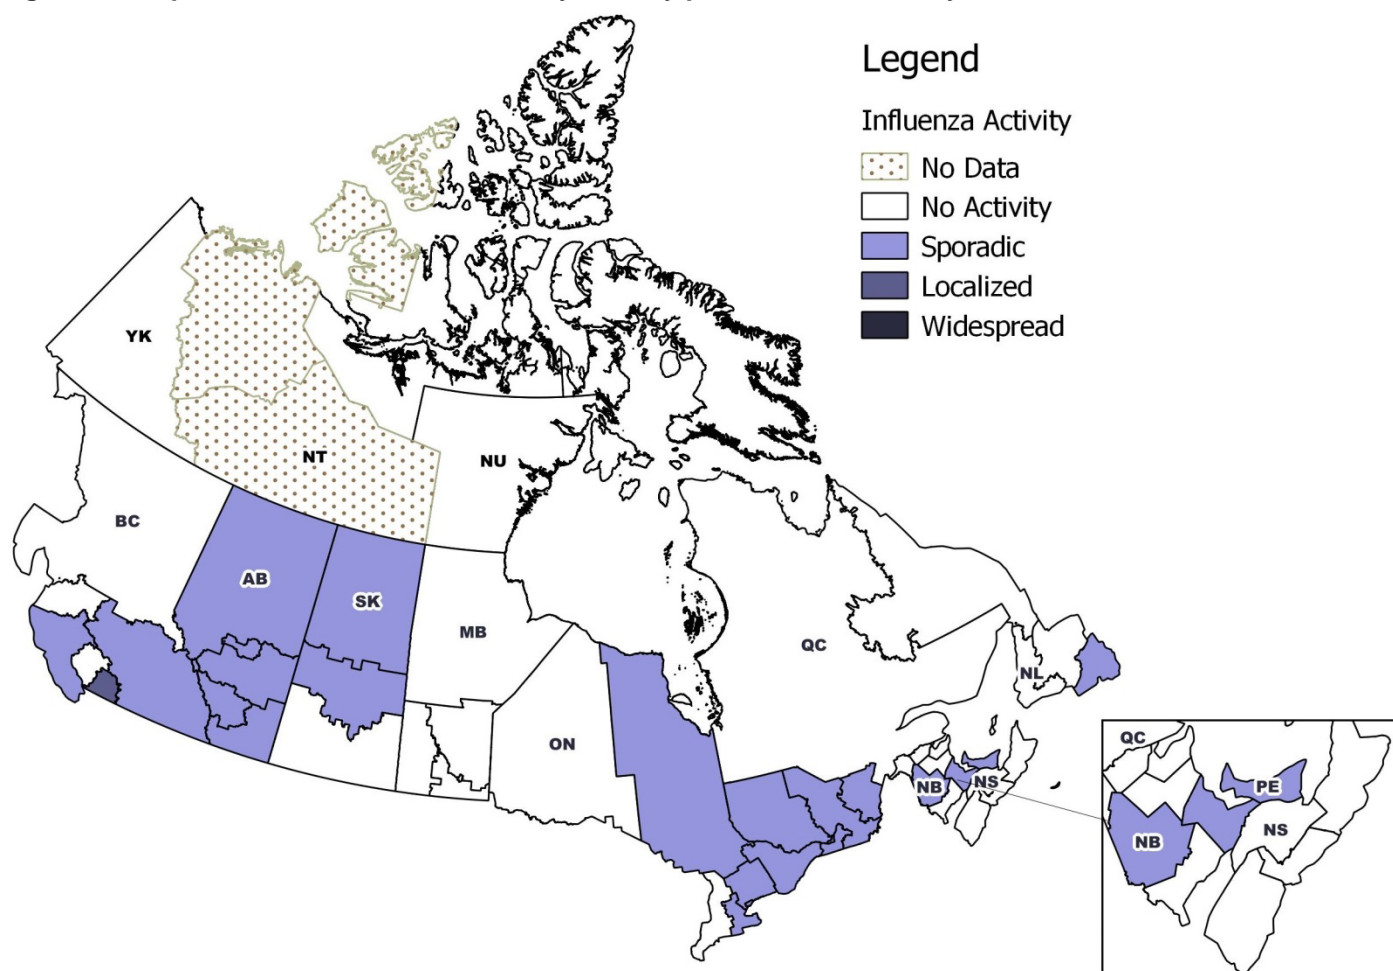 Legend
Influenza Activity
No Data
No Activity
Sporadic
Localized
Widespread
YK
NT
NU
BC
AB
SK
MB
QC
NL
ON
NB
NS
QC
PE
NB
NS